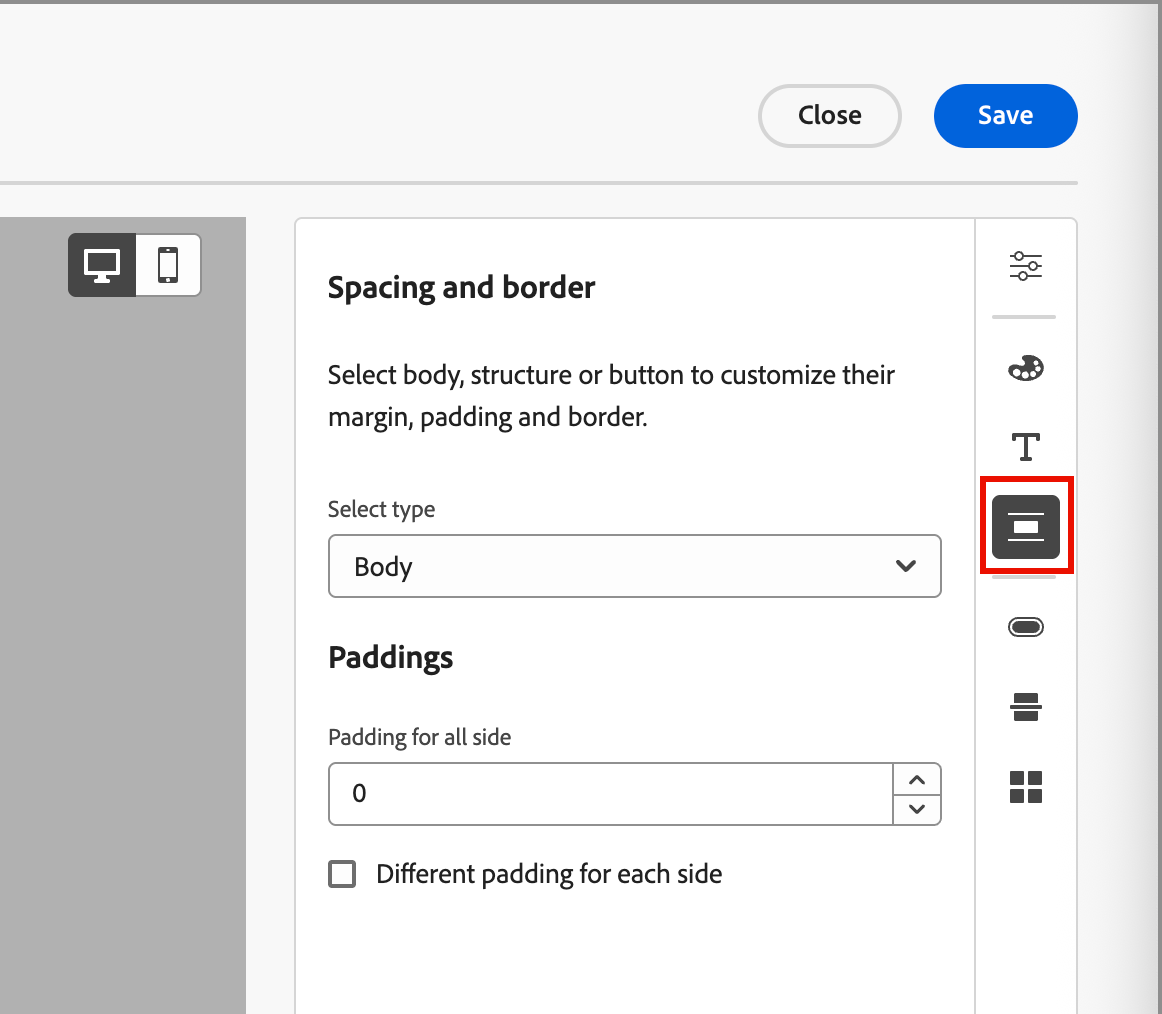 Close
Save
Spacing and border
Select body, structure or button to customize their
margin, padding and border.
Select type
Body
Paddings
Padding for all side
0
Different padding for each side